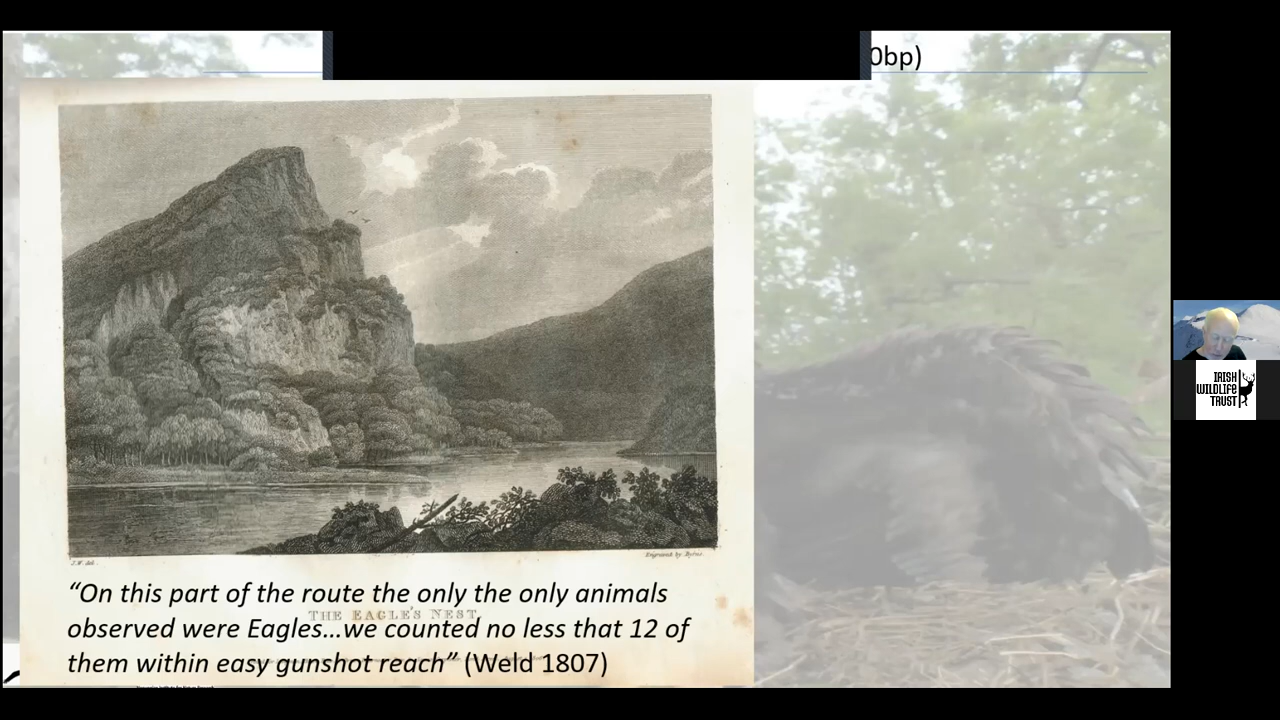 0bp)
J.W. del.
Engraved by Byrne.
THE EAGLE'S NEST
“On this part of the route the only the only animals
observed were Eagles...we counted no less that 12 of
them within easy gunshot reach” (Weld 1807)
IRISH
WILDLIFE
TRUST